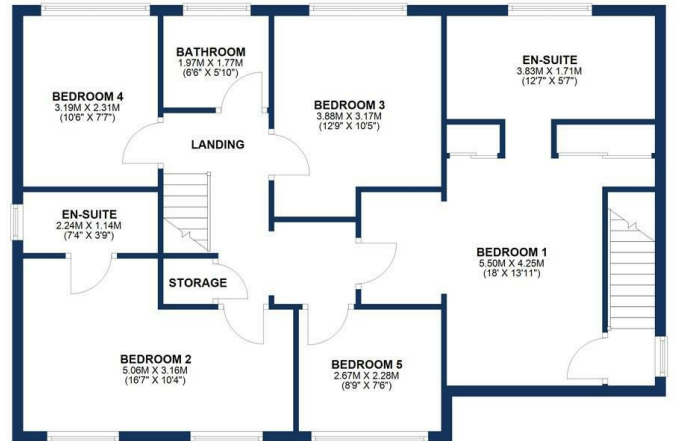 BATHROOM
1.97M X 1.77M
(6'6" X 5'10")
EN-SUITE
3.83M X 1.71M
(12'7" X 5'7")
BEDROOM 4
3.19M X 2.31M
(10'6" X 7'7")
BEDROOM 3
3.88M X 3.17M
(12'9" X 10'5")
LANDING
EN-SUITE
2.24M X 1.14M
(7'4" X 3'9")
BEDROOM 1
5.50M X 4.25M
(18' X 13'11")
STORAGE
BEDROOM 2
5.06M X 3.16M
(16'7" X 10'4")
BEDROOM 5
2.67M X 2.28M
(8'9" X 7'6")